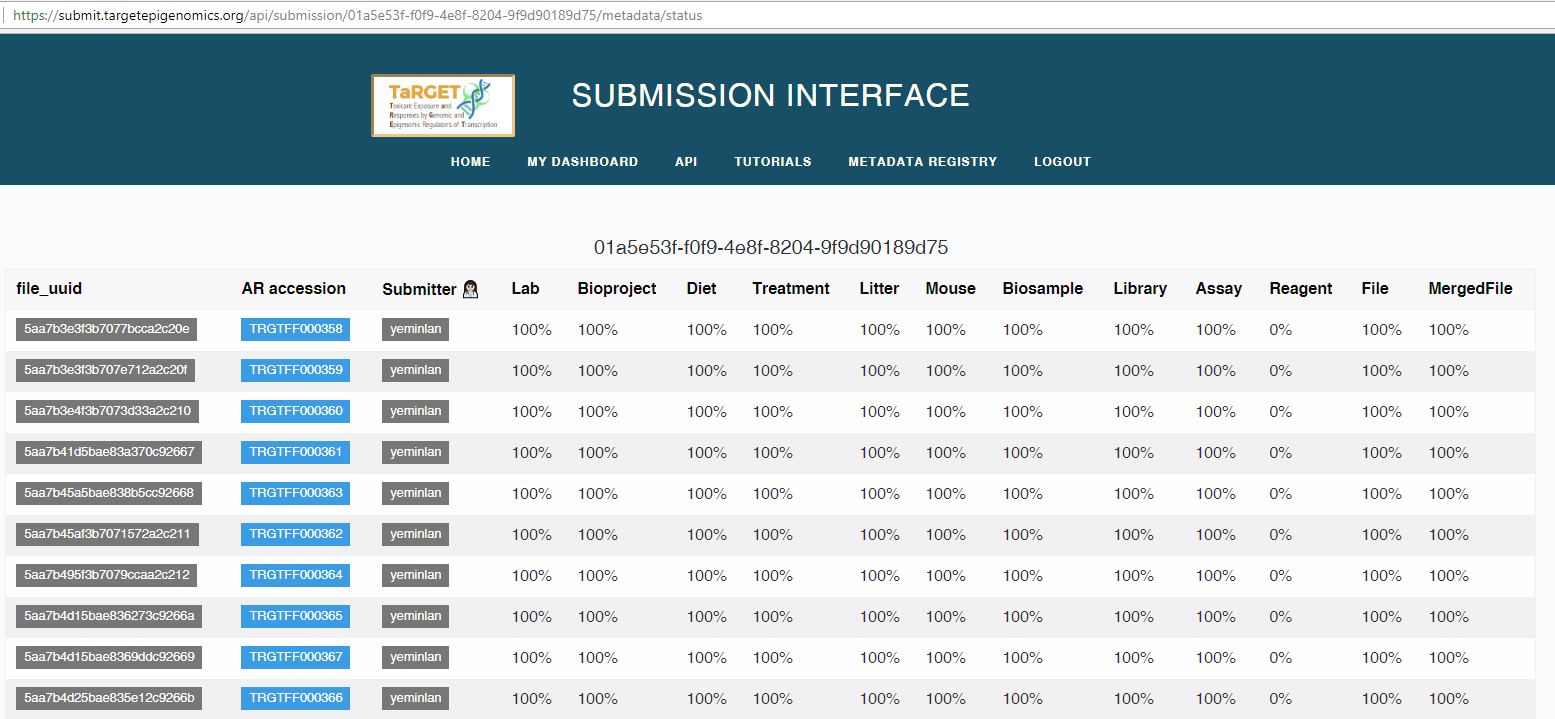 https://submit.targetepigenomics.org/api/submission/01a5e53f-f0f9-4e8f-8204-9f9d90189d75/metadata/status
TaRGET
Toxicant Exposure and
Responses by Genomic and
Epigenomic Regulators of Transcription
SUBMISSION INTERFACE
HOME MY DASHBOARD API TUTORIALS METADATA REGISTRY LOGOUT
01a5e53f-f0f9-4e8f-8204-9f9d90189d75
file_uuid AR accession Submitter Lab Bioproject Diet Treatment Litter Mouse Biosample Library Assay Reagent File MergedFile
5aa7b3e3f3b7077bcca2c20e TRGTFF000358 yeminlan 100% 100% 100% 100% 100% 100% 100% 100% 100% 0% 100% 100%
5aa7b3e3f3b707e712a2c20f TRGTFF000359 yeminlan 100% 100% 100% 100% 100% 100% 100% 100% 100% 0% 100% 100%
5aa7b3e4f3b7073d33a2c210 TRGTFF000360 yeminlan 100% 100% 100% 100% 100% 100% 100% 100% 100% 0% 100% 100%
5aa7b41d5bae83a370c92667 TRGTFF000361 yeminlan 100% 100% 100% 100% 100% 100% 100% 100% 100% 0% 100% 100%
5aa7b45a5bae838b5cc92668 TRGTFF000363 yeminlan 100% 100% 100% 100% 100% 100% 100% 100% 100% 0% 100% 100%
5aa7b45af3b7071572a2c211 TRGTFF000362 yeminlan 100% 100% 100% 100% 100% 100% 100% 100% 100% 0% 100% 100%
5aa7b495f3b7079ccaa2c212 TRGTFF000364 yeminlan 100% 100% 100% 100% 100% 100% 100% 100% 100% 0% 100% 100%
5aa7b4d15bae836273c9266a TRGTFF000365 yeminlan 100% 100% 100% 100% 100% 100% 100% 100% 100% 0% 100% 100%
5aa7b4d15bae8369ddc92669 TRGTFF000367 yeminlan 100% 100% 100% 100% 100% 100% 100% 100% 100% 0% 100% 100%
5aa7b4d25bae835e12c9266b TRGTFF000366 yeminlan 100% 100% 100% 100% 100% 100% 100% 100% 100% 0% 100% 100%